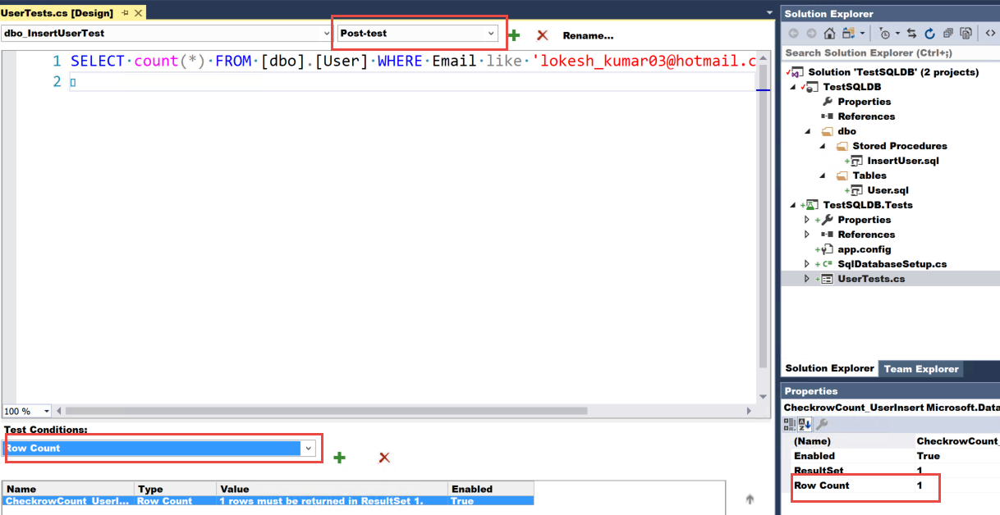 UserTests.cs [Design]
dbo_InsertUserTest
Post-test
Rename...
1 SELECT·count(*)·FROM·[dbo].[User]·WHERE·Email·like·'lokesh_kumar03@hotmail.c
2
100 %
Test Conditions:
Row Count
Name Type Value Enabled
CheckrowCount_UserI... Row Count 1 rows must be returned in ResultSet 1. True
Solution Explorer
Search Solution Explorer (Ctrl+;)
Solution 'TestSQLDB' (2 projects)
TestSQLDB
Properties
References
dbo
Stored Procedures
InsertUser.sql
Tables
User.sql
TestSQLDB.Tests
Properties
References
app.config
C# SqlDatabaseSetup.cs
UserTests.cs
Solution Explorer Team Explorer
Properties
CheckrowCount_UserInsert Microsoft.Data
(Name) CheckrowCount_
Enabled True
ResultSet 1
Row Count 1